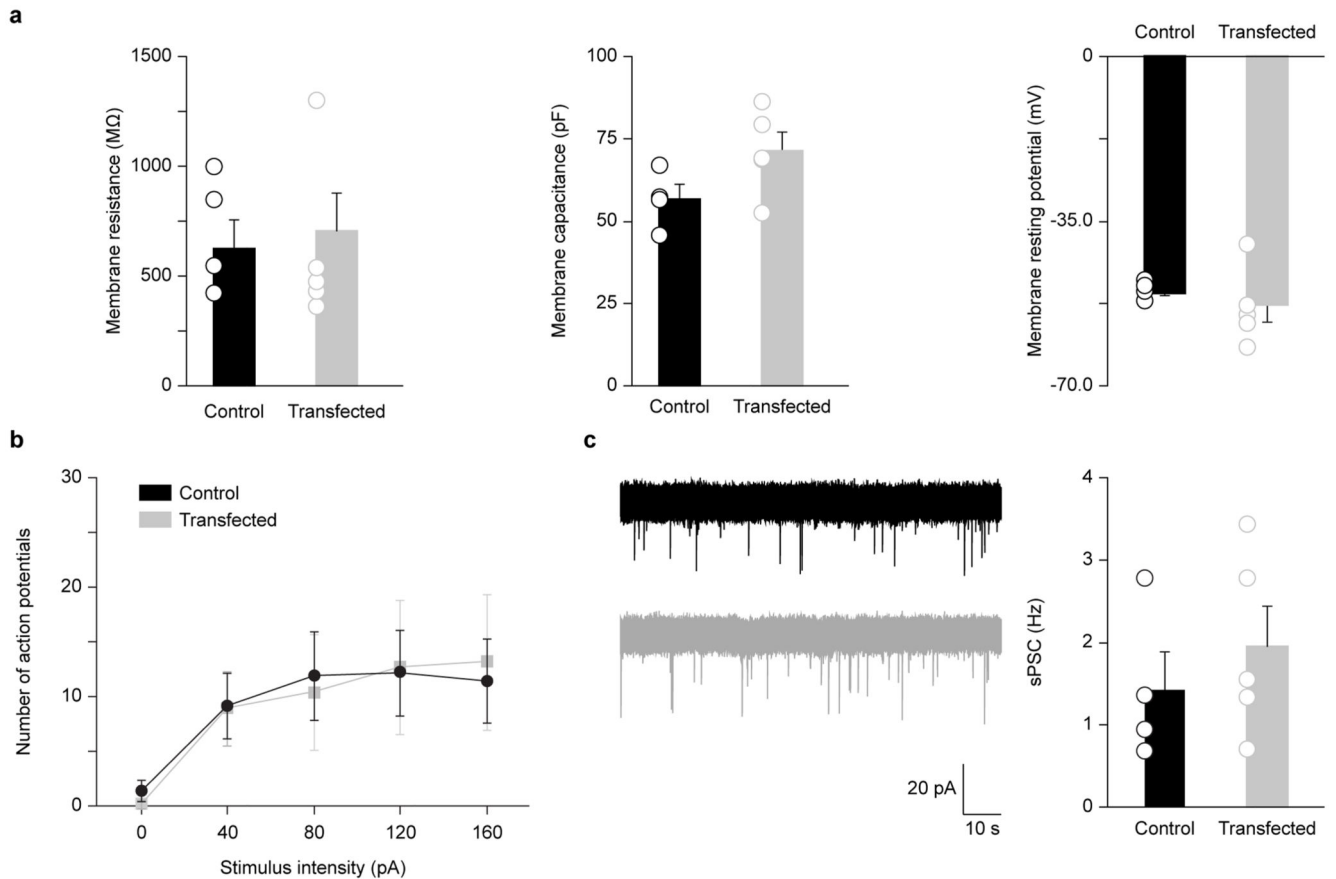 a
Membrane resistance (MΩ)
1500
1000
500
0
Control Transfected
Membrane capacitance (pF)
100
75
50
25
0
Control Transfected
Control Transfected
Membrane resting potential (mV)
0
-35.0
-70.0
b
Number of action potentials
30
20
10
0
Control
Transfected
0 40 80 120 160
Stimulus intensity (pA)
c
20 pA
10 s
sPSC (Hz)
4
3
2
1
0
Control Transfected